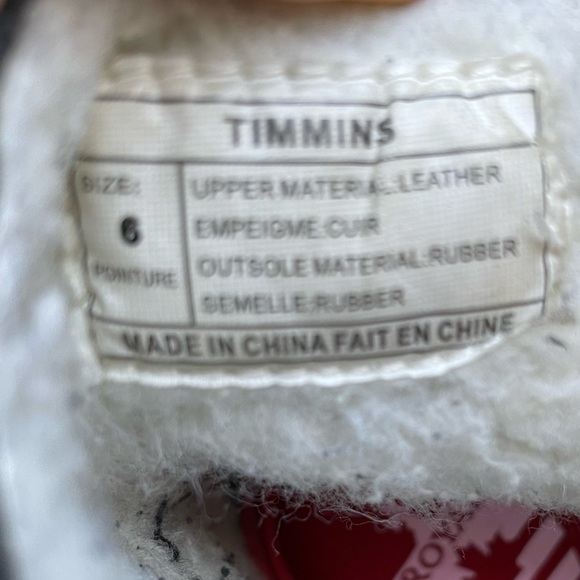 TIMMINS
SIZE:
6
POINTURE
UPPER MATERIAL:LEATHER
EMPEIGME:CUIR
OUTSOLE MATERIAL:RUBBER
SEMELLE:RUBBER
MADE IN CHINA FAIT EN CHINE